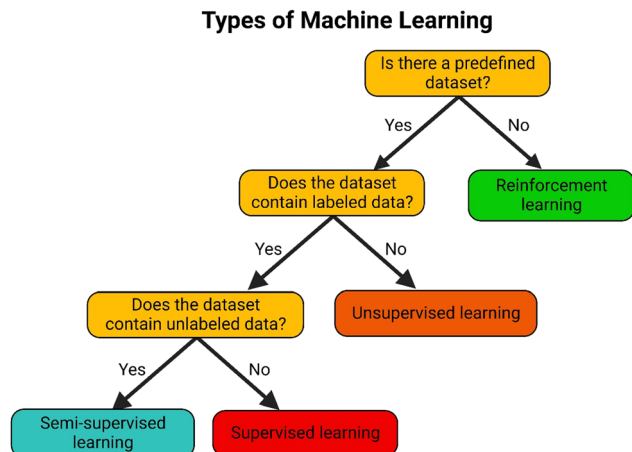 Types of Machine Learning
Is there a predefined
dataset?
Yes
No
Does the dataset
contain labeled data?
Reinforcement
learning
Yes
No
Does the dataset
contain unlabeled data?
Unsupervised learning
Yes
No
Semi-supervised
learning
Supervised learning